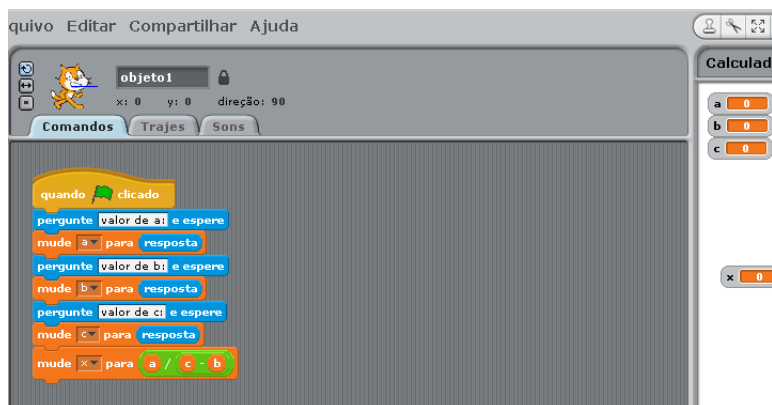 quivo Editar Compartilhar Ajuda
objeto1
x: 0 y: 0 direção: 90
Comandos Trajes Sons
quando clicado
pergunte valor de a: e espere
mude a para resposta
pergunte valor de b: e espere
mude b para resposta
pergunte valor de c: e espere
mude c para resposta
mude x para a / c - b
Calculad
a 0
b 0
c 0
x 0